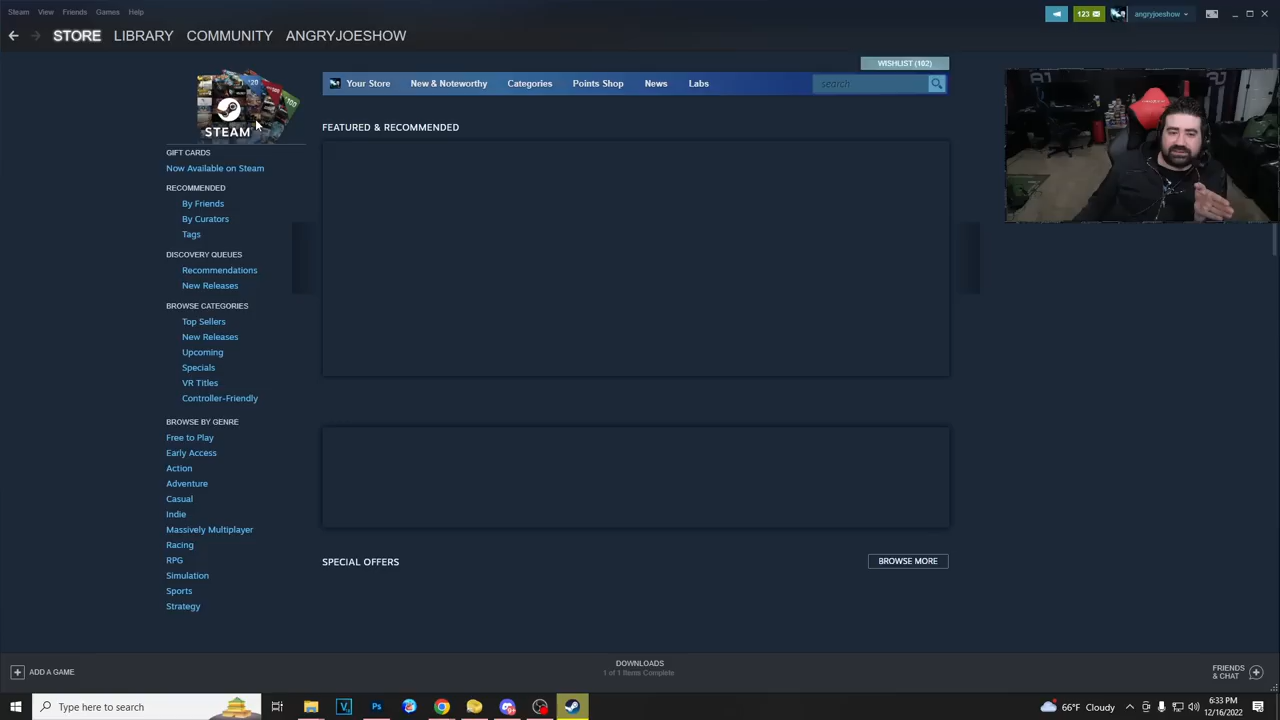 Steam View Friends Games Help
123 angryjoeshow
STORE LIBRARY COMMUNITY ANGRYJOESHOW
WISHLIST (102)
Your Store New & Noteworthy Categories Points Shop News Labs search
STEAM
FEATURED & RECOMMENDED
GIFT CARDS
Now Available on Steam
RECOMMENDED
By Friends
By Curators
Tags
DISCOVERY QUEUES
Recommendations
New Releases
BROWSE CATEGORIES
Top Sellers
New Releases
Upcoming
Specials
VR Titles
Controller-Friendly
BROWSE BY GENRE
Free to Play
Early Access
Action
Adventure
Casual
Indie
Massively Multiplayer
Racing
RPG
Simulation
Sports
Strategy
SPECIAL OFFERS BROWSE MORE
ADD A GAME
DOWNLOADS
1 of 1 Items Complete
FRIENDS
& CHAT
Type here to search
66°F Cloudy
6:33 PM
12/16/2022